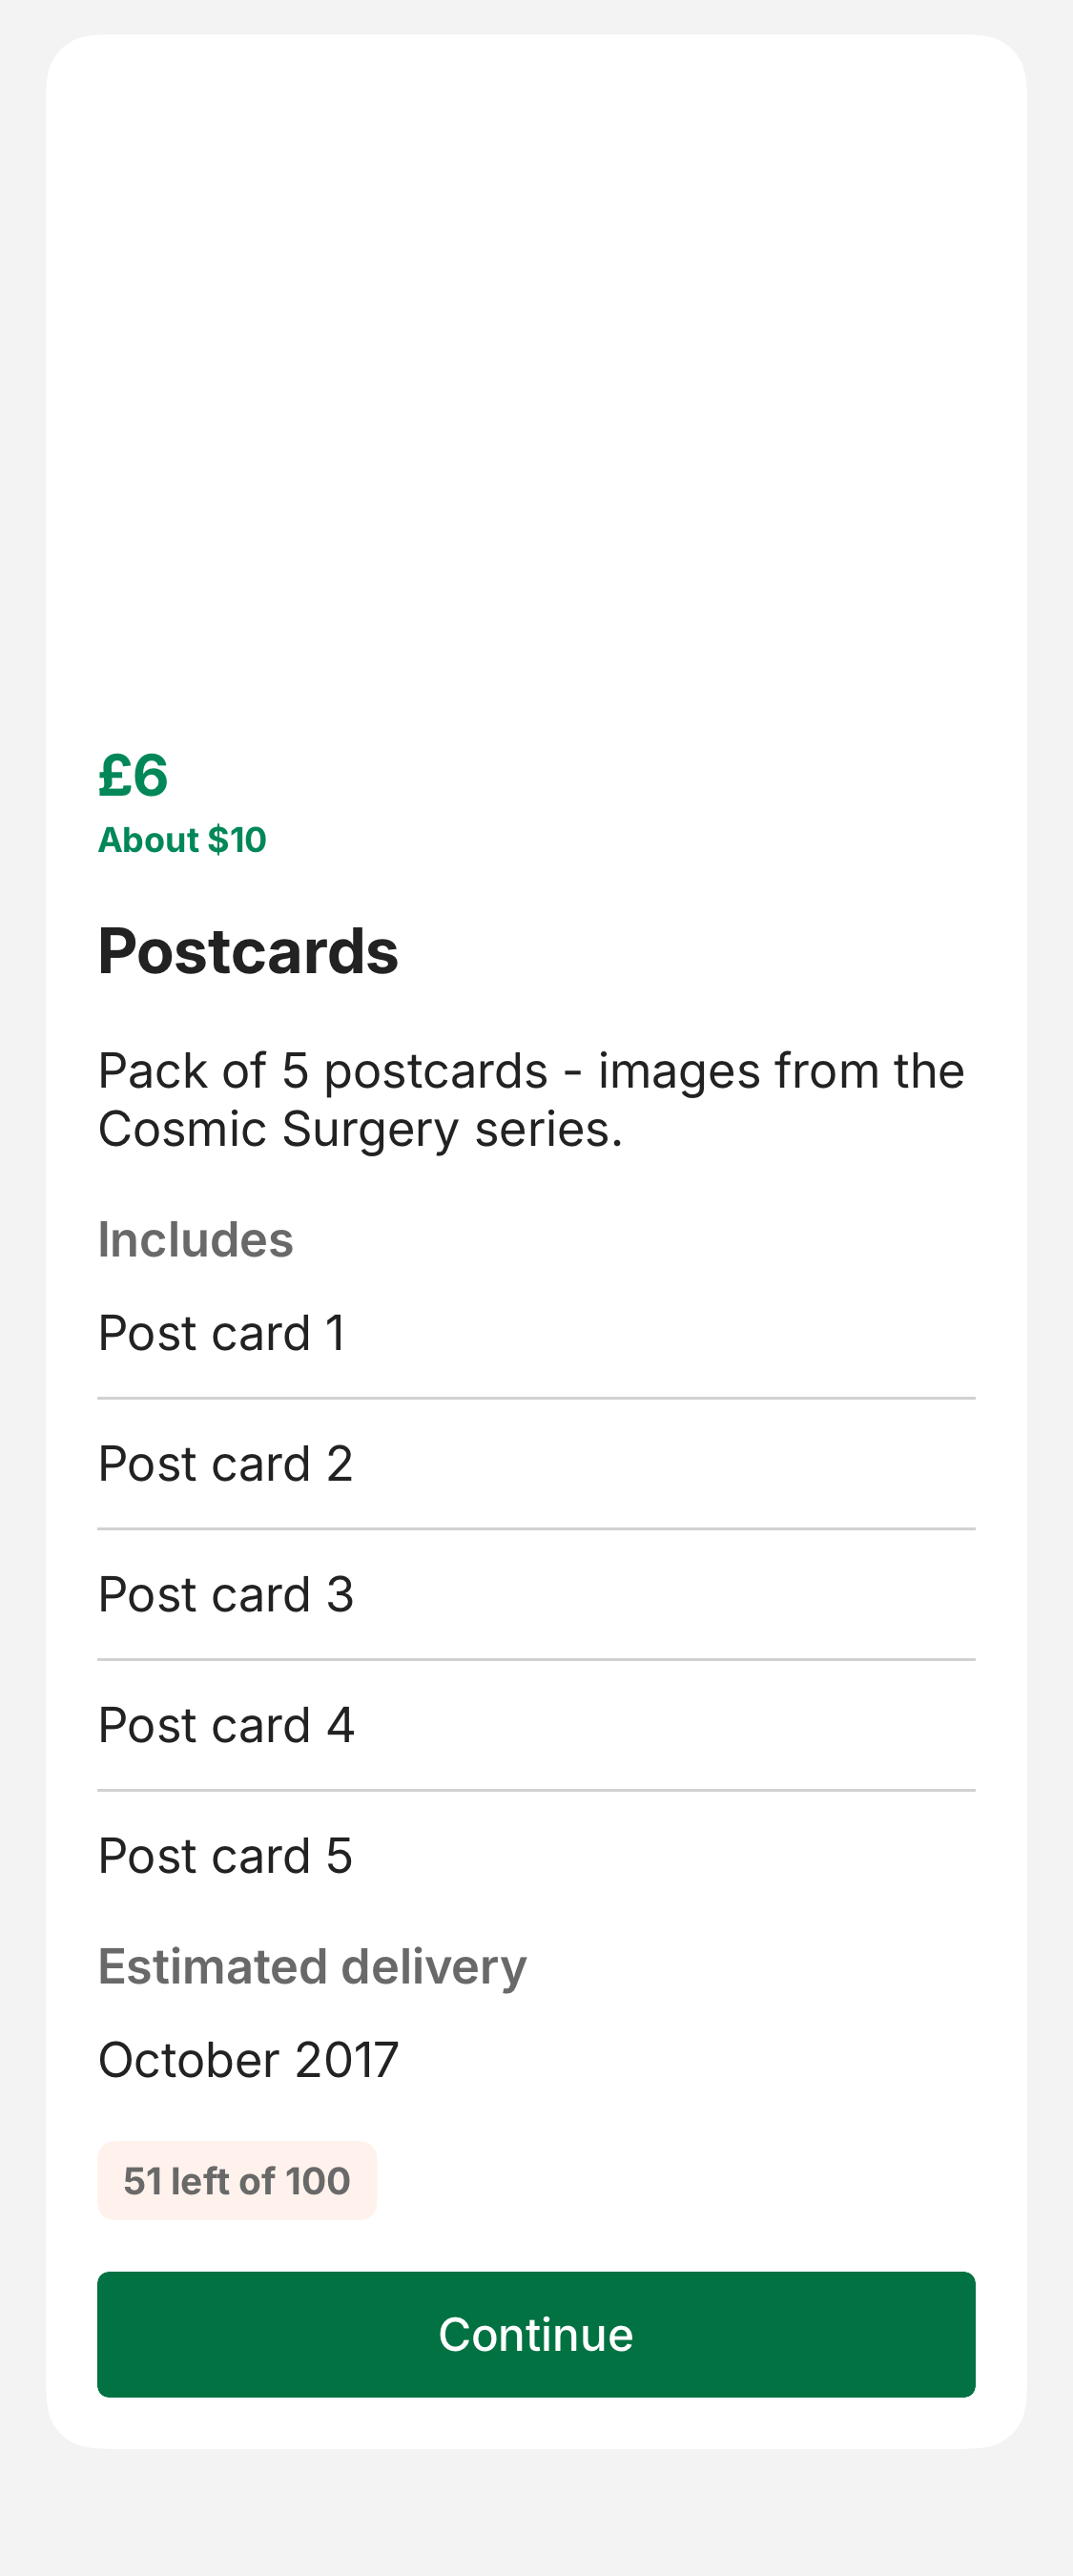 £6
About $10
Postcards
Pack of 5 postcards - images from the
Cosmic Surgery series.
Includes
Post card 1
Post card 2
Post card 3
Post card 4
Post card 5
Estimated delivery
October 2017
51 left of 100
Continue